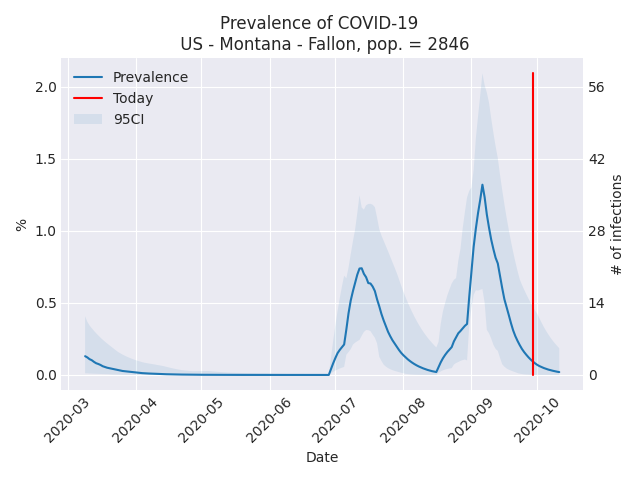 Prevalence of COVID-19
US - Montana - Fallon, pop. = 2846
Prevalence
Today
95CI
2.0
1.5
1.0
0.5
0.0
%
56
42
28
14
0
# of infections
2020-03
2020-04
2020-05
2020-06
2020-07
2020-08
2020-09
2020-10
Date